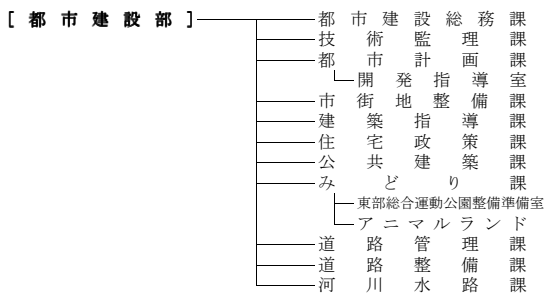 [都市建設部] 都市建設総務課
技術監理課
都市計画課
開発指導室
市街地整備課
建築指導課
住宅政策課
公共建築課
みどり課
東部総合運動公園整備準備室
アニマルランド
道路管理課
道路整備課
河川水路課